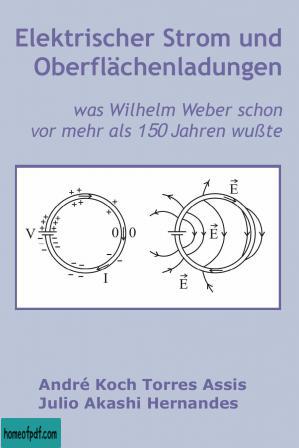 Elektrischer Strom und
Oberflächenladungen
was Wilhelm Weber schon
vor mehr als 150 Jahren wußte
V
0 0
I
E
E
E
André Koch Torres Assis
Julio Akashi Hernandes
homeofpdf.com